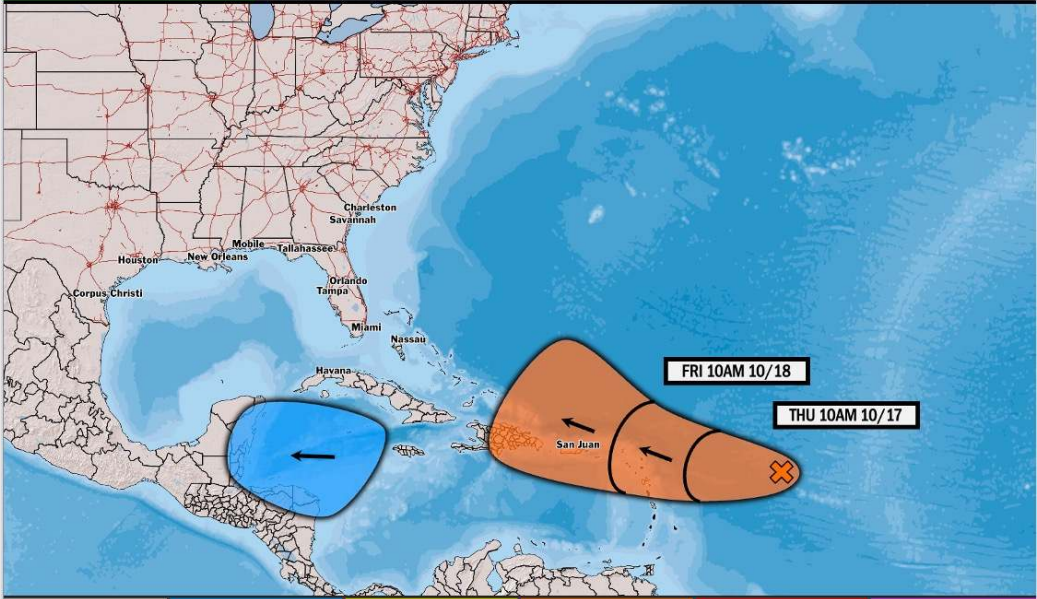 Charleston
Savannah
Mobile
Tallahassee
New Orleans
Houston
Orlando
Tampa
Corpus Christi
Miami
Nassau
Havana
FRI 10AM 10/18
THU 10AM 10/17
San Juan